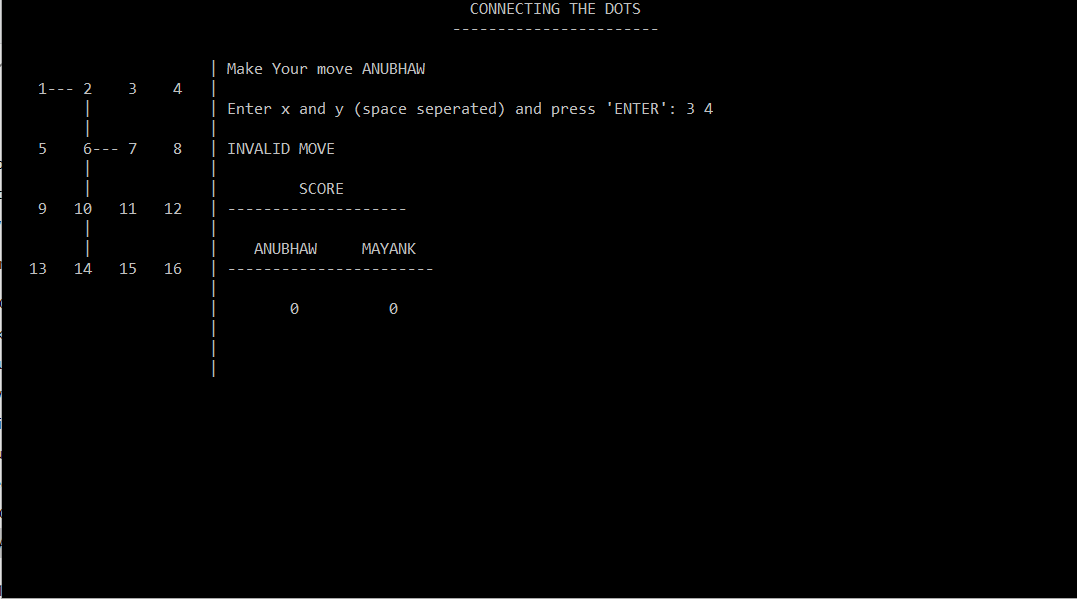 CONNECTING THE DOTS
-----------------------
| Make Your move ANUBHAW
1--- 2 3 4 |
| | Enter x and y (space seperated) and press 'ENTER': 3 4
| |
5 6--- 7 8 | INVALID MOVE
| |
| | SCORE
9 10 11 12 | --------------------
| |
| | ANUBHAW MAYANK
13 14 15 16 | -----------------------
|
| 0 0
|
|
|